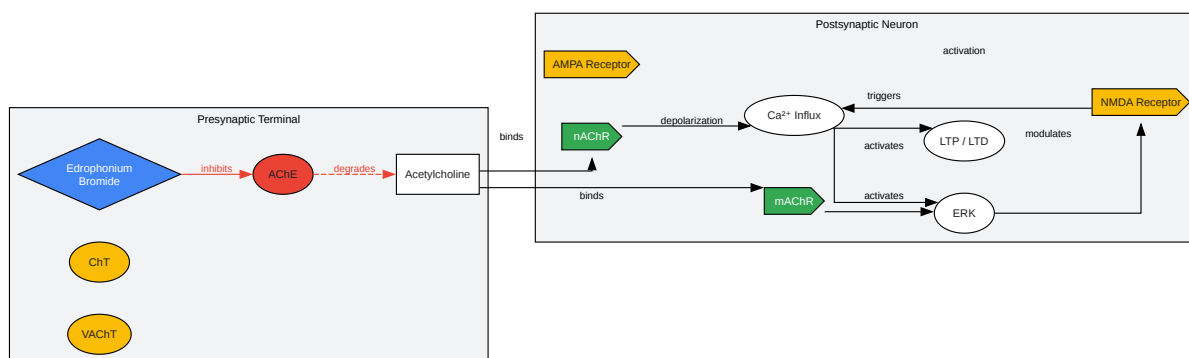 Postsynaptic Neuron
activation
AMPA Receptor
triggers
NMDA Receptor
Ca²⁺ Influx
Presynaptic Terminal
binds
nAChR
depolarization
activates
LTP / LTD
modulates
Edrophonium
Bromide
inhibits
AChE
degrades
Acetylcholine
binds
mAChR
activates
ERK
ChT
VAChT